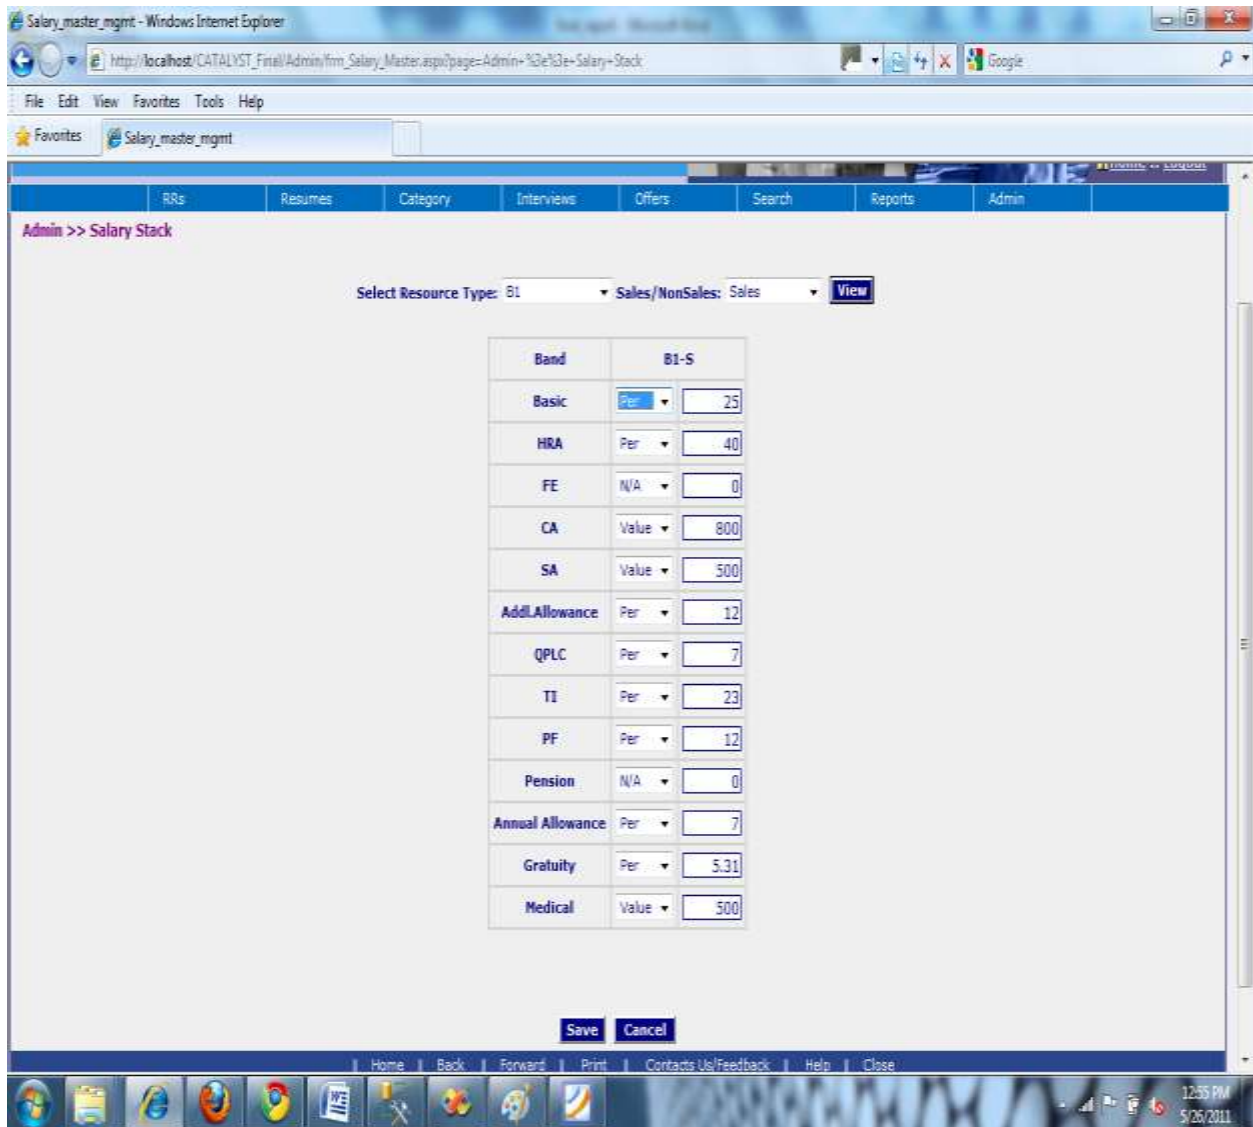 Salary_master_mgmt - Windows Internet Explorer
http://localhost/CATALYST_Final/Admin/frm_Salary_Master.aspx?page=Admin+%3e%3e+Salary+Stack
Google
File Edit View Favorites Tools Help
Favorites Salary_master_mgmt
RRs Resumes Category Interviews Offers Search Reports Admin
Admin >> Salary Stack
Select Resource Type: B1 Sales/NonSales: Sales View
Band B1-S
Basic Per 25
HRA Per 40
FE N/A 0
CA Value 800
SA Value 500
Addl.Allowance Per 12
QPLC Per 7
TI Per 23
PF Per 12
Pension N/A 0
Annual Allowance Per 7
Gratuity Per 5.31
Medical Value 500
Save Cancel
| Home | Back | Forward | Print | Contacts Us/Feedback | Help | Close
12:55 PM
5/26/2011